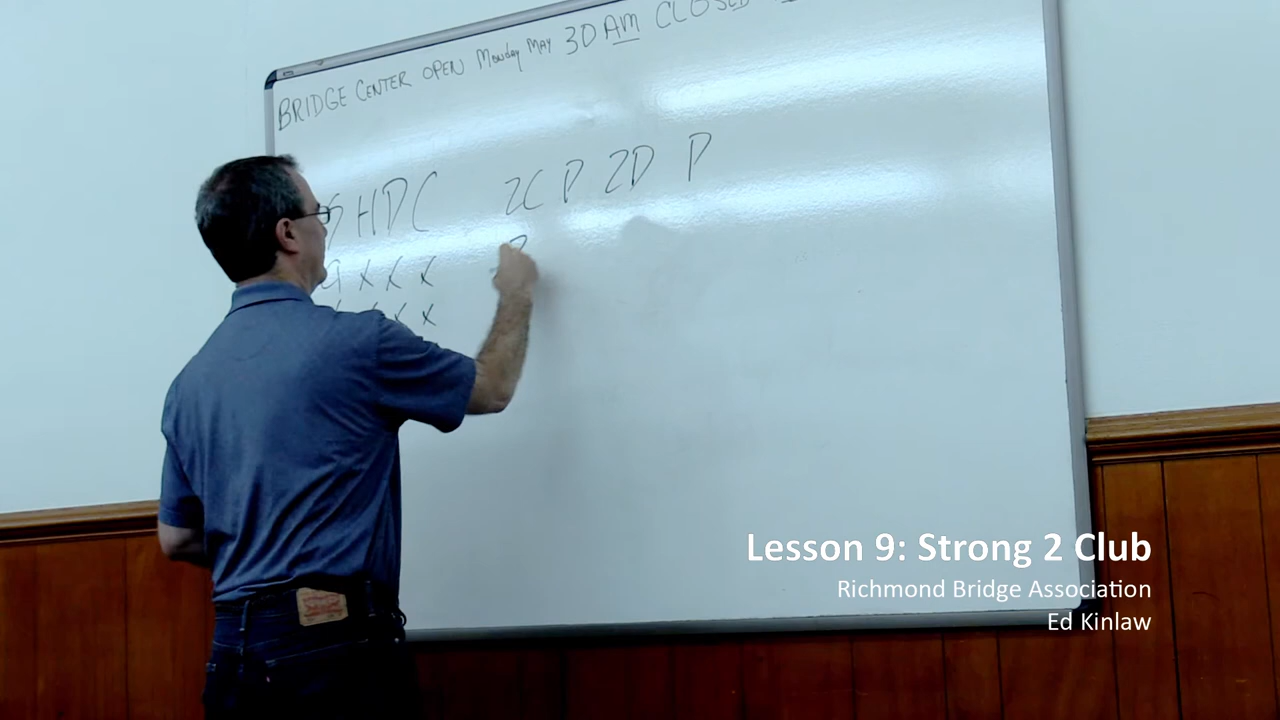 BRIDGE CENTER OPEN Monday MAY 30 AM CLOSED
S H D C 2C P 2D P
x x x
x x
Lesson 9: Strong 2 Club
Richmond Bridge Association
Ed Kinlaw